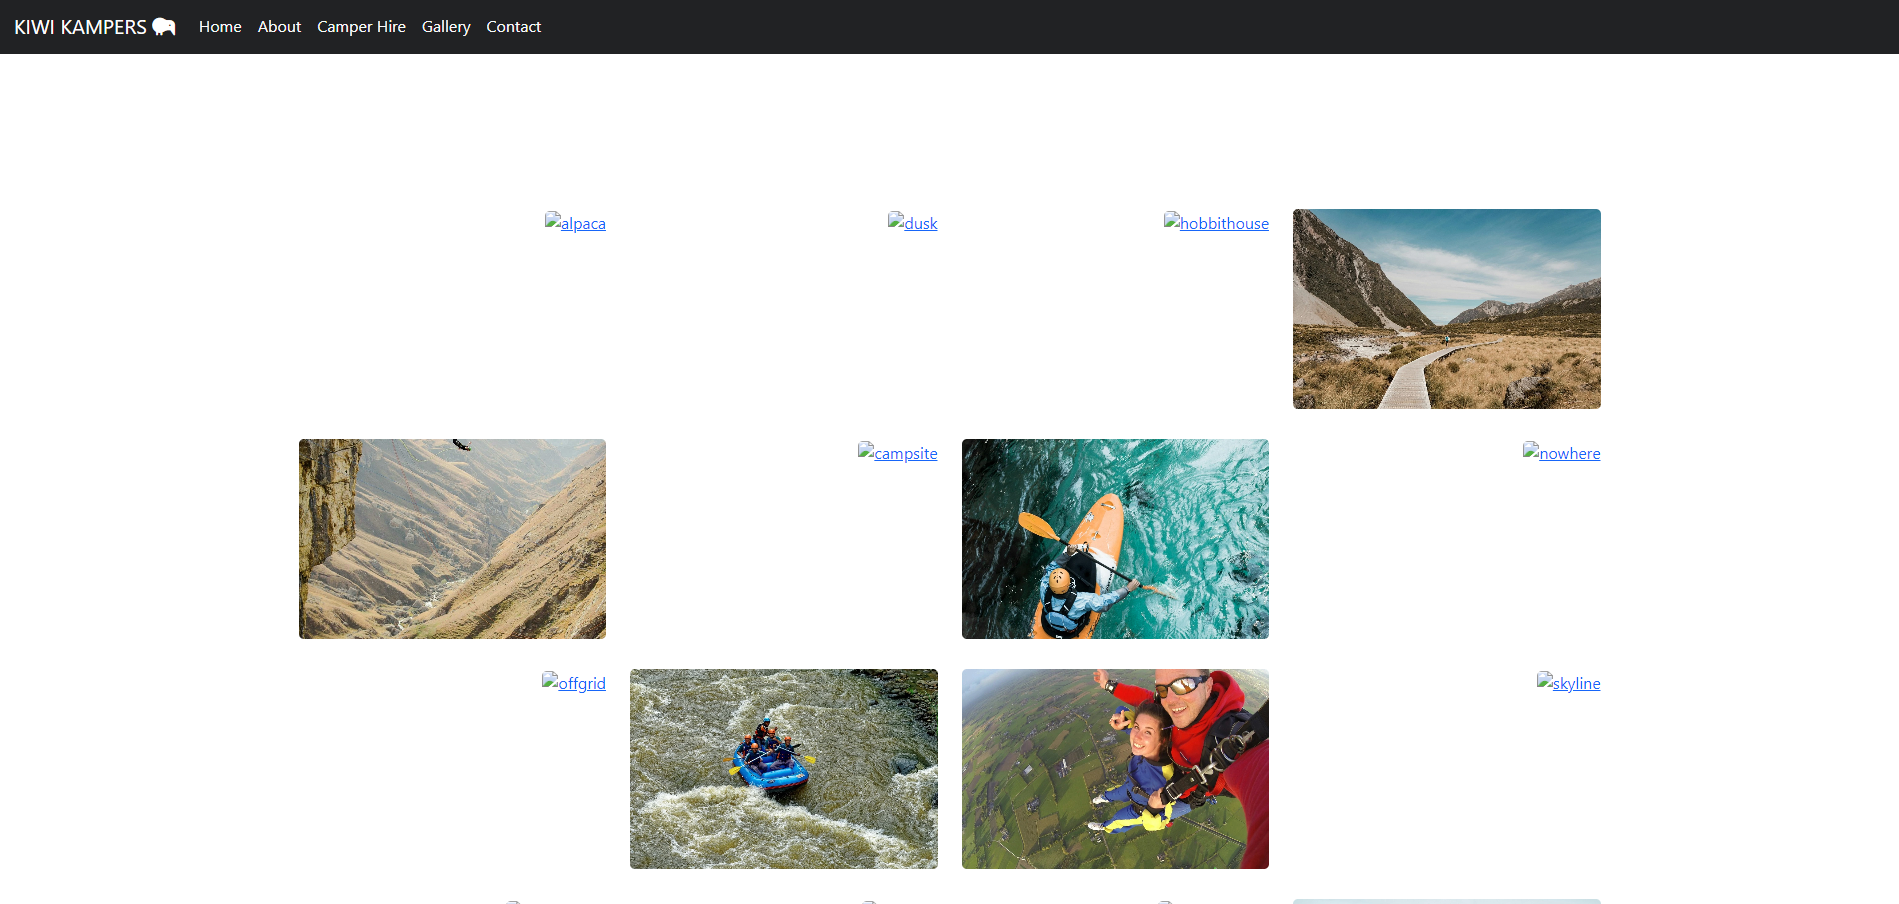 KIWI KAMPERS Home About Camper Hire Gallery Contact
alpaca dusk hobbithouse
campsite nowhere
offgrid skyline